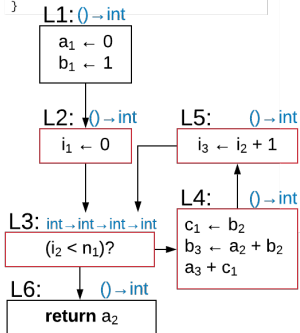 }
L1: ()→int
a₁ ← 0
b₁ ← 1
L2: ()→int
i₁ ← 0
L5: ()→int
i₃ ← i₂ + 1
L3: int→int→int→int
(i₂ < n₁)?
L4: ()→int
c₁ ← b₂
b₃ ← a₂ + b₂
a₃ + c₁
L6: ()→int
return a₂